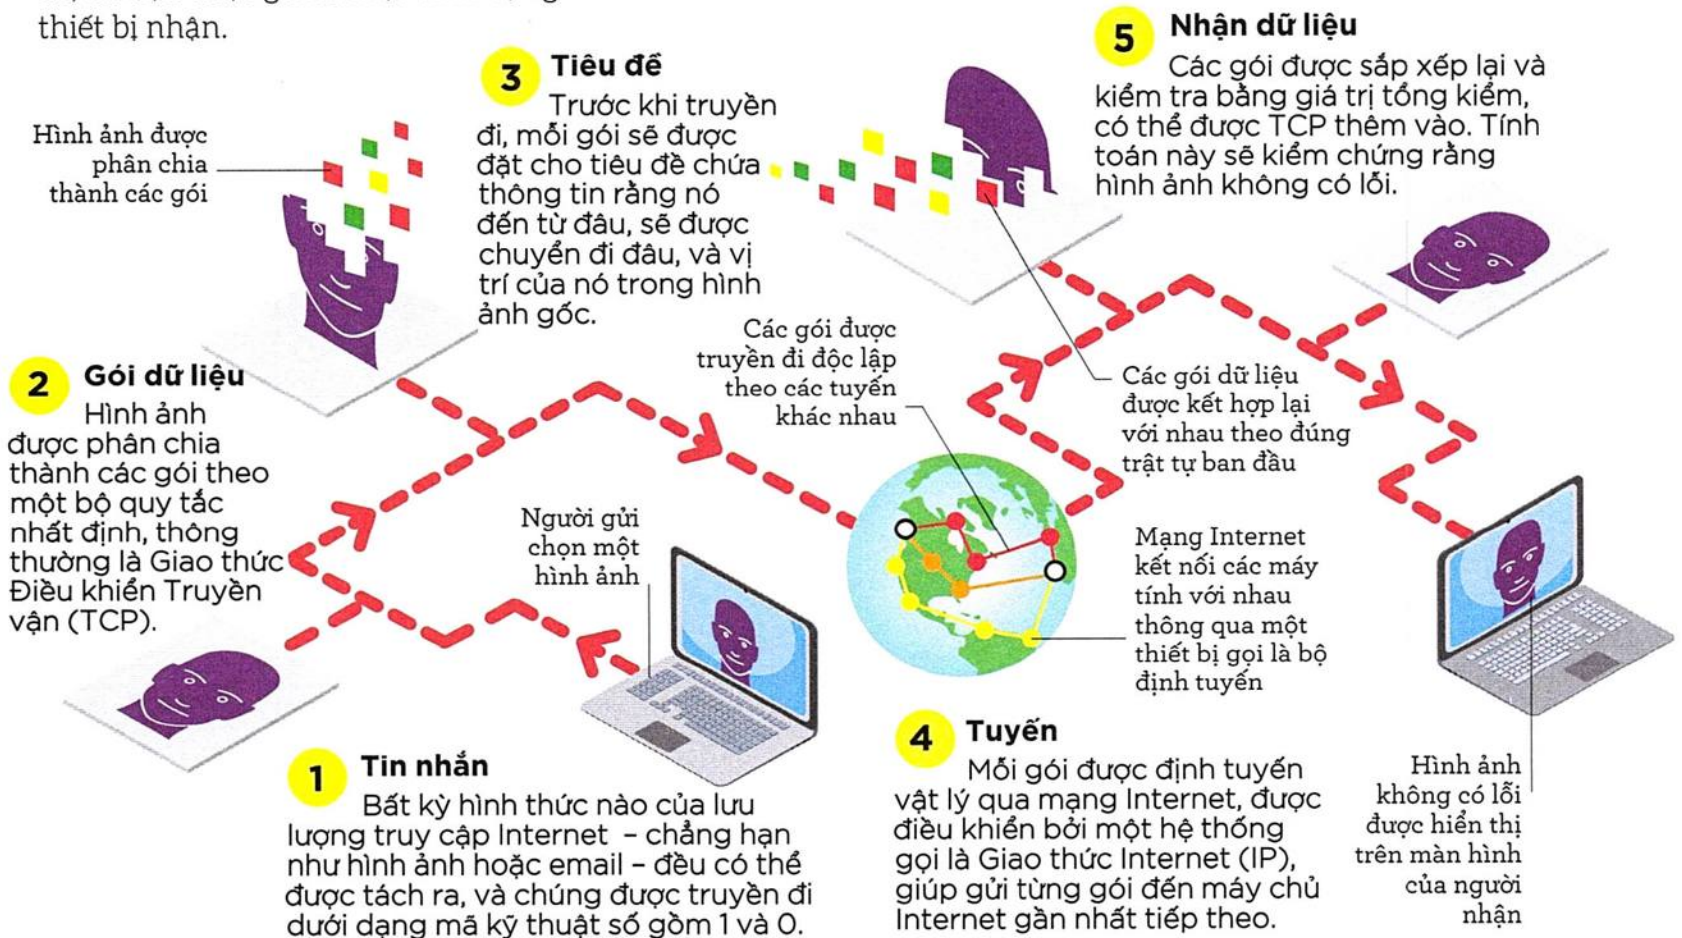 thiết bị nhận.
Hình ảnh được
phân chia
thành các gói
3 Tiêu đề
Trước khi truyền
đi, mỗi gói sẽ được
đặt cho tiêu đề chứa
thông tin rằng nó
đến từ đâu, sẽ được
chuyển đi đâu, và vị
trí của nó trong hình
ảnh gốc.
5 Nhận dữ liệu
Các gói được sắp xếp lại và
kiểm tra bằng giá trị tổng kiểm,
có thể được TCP thêm vào. Tính
toán này sẽ kiểm chứng rằng
hình ảnh không có lỗi.
2 Gói dữ liệu
Hình ảnh
được phân chia
thành các gói theo
một bộ quy tắc
nhất định, thông
thường là Giao thức
Điều khiển Truyền
vận (TCP).
Các gói được
truyền đi độc lập
theo các tuyến
khác nhau
Các gói dữ liệu
được kết hợp lại
với nhau theo đúng
trật tự ban đầu
Người gửi
chọn một
hình ảnh
Mạng Internet
kết nối các máy
tính với nhau
thông qua một
thiết bị gọi là bộ
định tuyến
1 Tin nhắn
Bất kỳ hình thức nào của lưu
lượng truy cập Internet – chẳng hạn
như hình ảnh hoặc email – đều có thể
được tách ra, và chúng được truyền đi
dưới dạng mã kỹ thuật số gồm 1 và 0.
4 Tuyến
Mỗi gói được định tuyến
vật lý qua mạng Internet, được
điều khiển bởi một hệ thống
gọi là Giao thức Internet (IP),
giúp gửi từng gói đến máy chủ
Internet gần nhất tiếp theo.
Hình ảnh
không có lỗi
được hiển thị
trên màn hình
của người
nhận